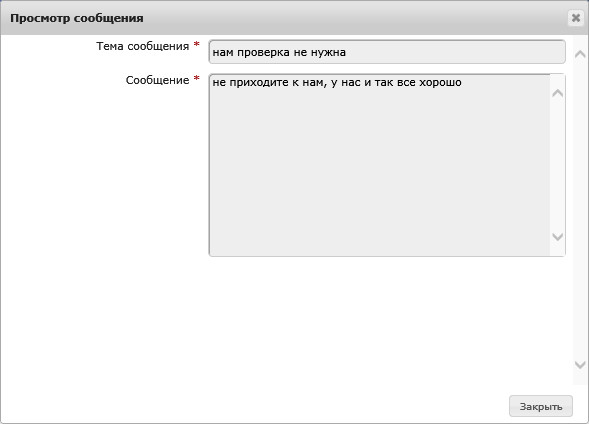 Просмотр сообщения
Тема сообщения * нам проверка не нужна
Сообщение * не приходите к нам, у нас и так все хорошо
Закрыть